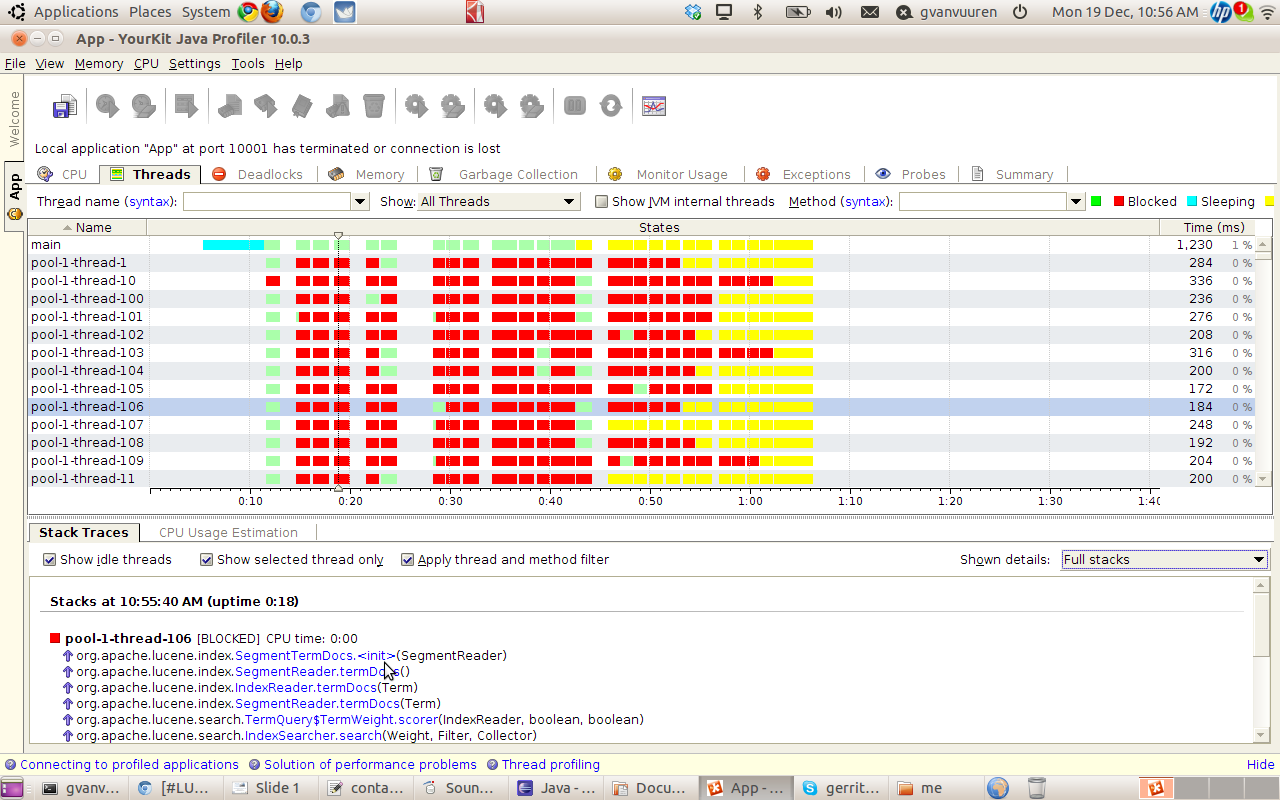 Applications Places System gvanvuuren Mon 19 Dec, 10:56 AM hp 1
App - YourKit Java Profiler 10.0.3
File View Memory CPU Settings Tools Help
Welcome
App
Local application "App" at port 10001 has terminated or connection is lost
CPU Threads Deadlocks Memory Garbage Collection Monitor Usage Exceptions Probes Summary
Thread name (syntax): Show: All Threads Show JVM internal threads Method (syntax): Blocked Sleeping
Name States Time (ms)
main 1,230 1 %
pool-1-thread-1 284 0 %
pool-1-thread-10 336 0 %
pool-1-thread-100 236 0 %
pool-1-thread-101 276 0 %
pool-1-thread-102 208 0 %
pool-1-thread-103 316 0 %
pool-1-thread-104 200 0 %
pool-1-thread-105 172 0 %
pool-1-thread-106 184 0 %
pool-1-thread-107 248 0 %
pool-1-thread-108 192 0 %
pool-1-thread-109 204 0 %
pool-1-thread-11 200 0 %
0:10 0:20 0:30 0:40 0:50 1:00 1:10 1:20 1:30 1:40
Stack Traces CPU Usage Estimation
Show idle threads Show selected thread only Apply thread and method filter Shown details: Full stacks
Stacks at 10:55:40 AM (uptime 0:18)
pool-1-thread-106 [BLOCKED] CPU time: 0:00
org.apache.lucene.index.SegmentTermDocs.<init>(SegmentReader)
org.apache.lucene.index.SegmentReader.termDocs()
org.apache.lucene.index.IndexReader.termDocs(Term)
org.apache.lucene.index.SegmentReader.termDocs(Term)
org.apache.lucene.search.TermQuery$TermWeight.scorer(IndexReader, boolean, boolean)
org.apache.lucene.search.IndexSearcher.search(Weight, Filter, Collector)
Connecting to profiled applications Solution of performance problems Thread profiling Hide
gvanv... [#LU... Slide 1 conta... Soun... Java -... Docu... App -... gerrit... me